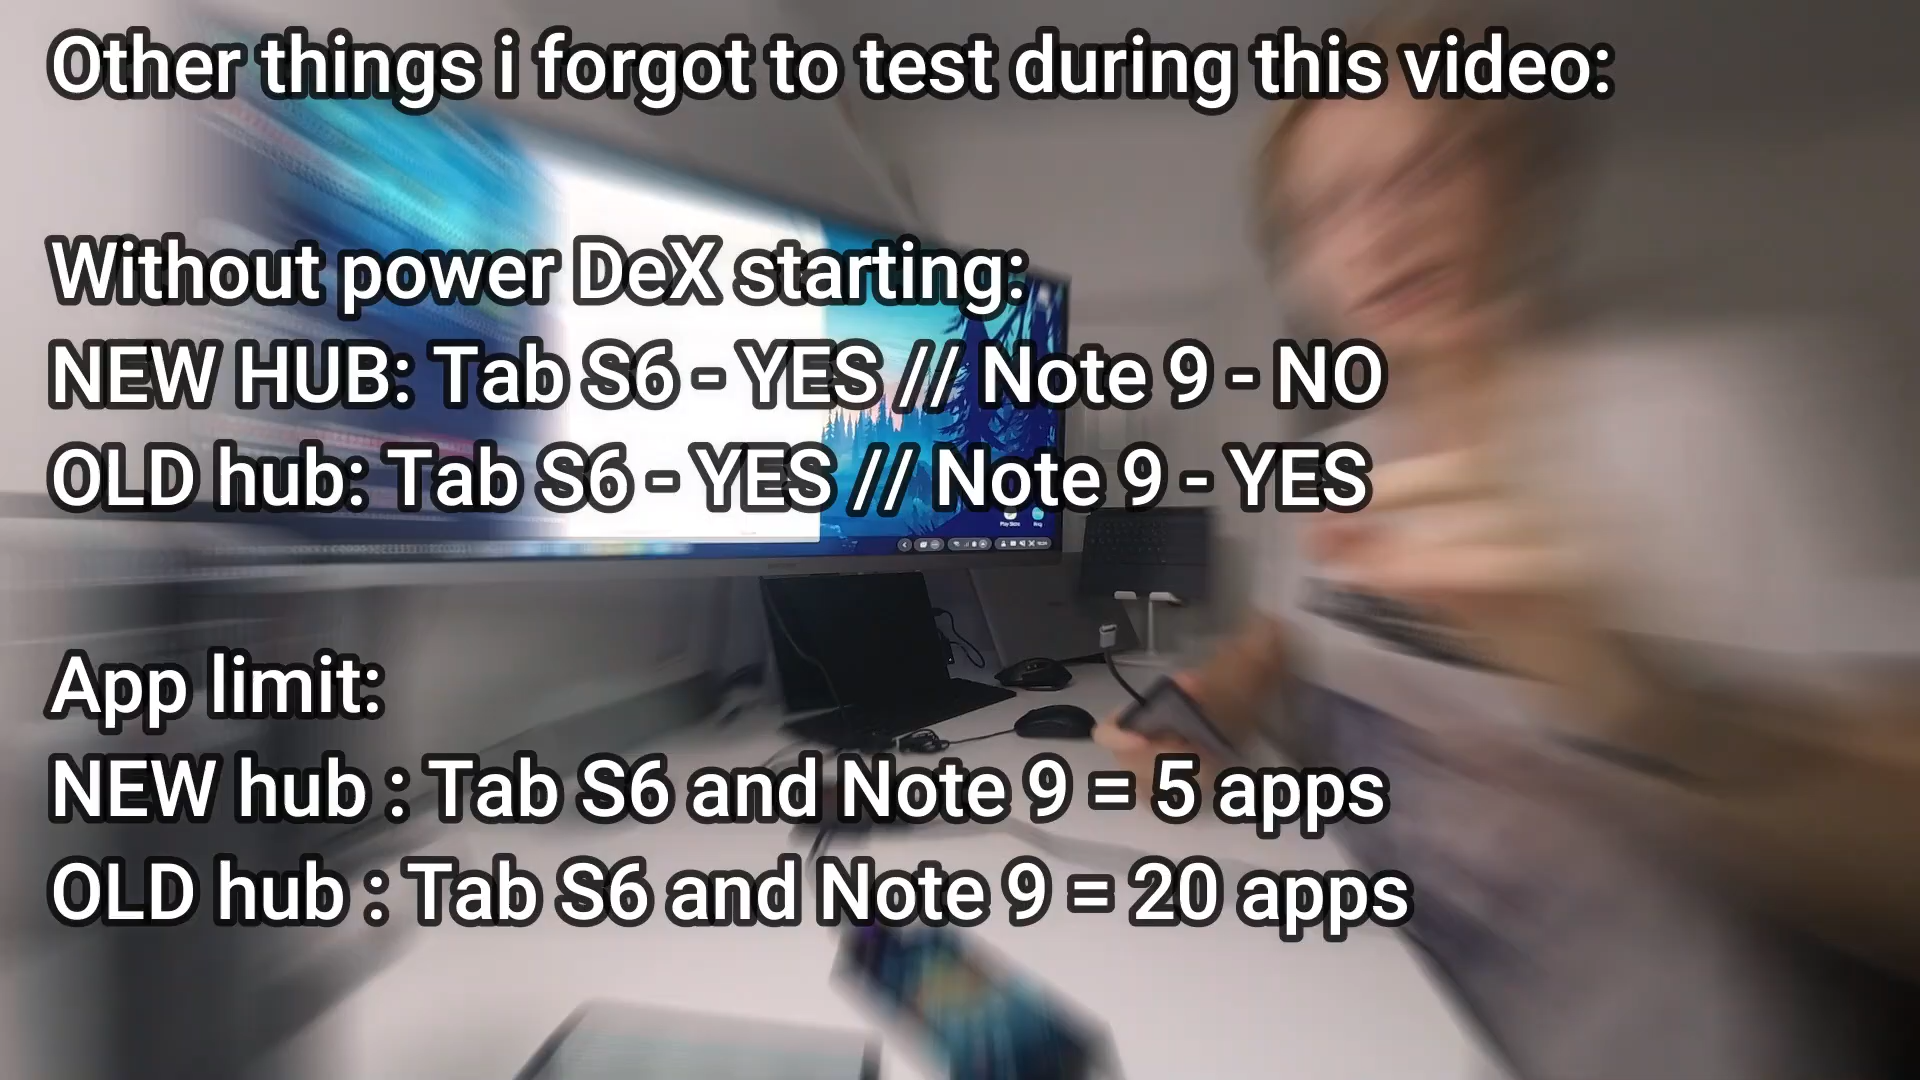 Other things i forgot to test during this video:
Without power DeX starting:
NEW HUB: Tab S6 - YES // Note 9 - NO
OLD hub: Tab S6 - YES // Note 9 - YES
Play Store
App limit:
NEW hub : Tab S6 and Note 9 = 5 apps
OLD hub : Tab S6 and Note 9 = 20 apps